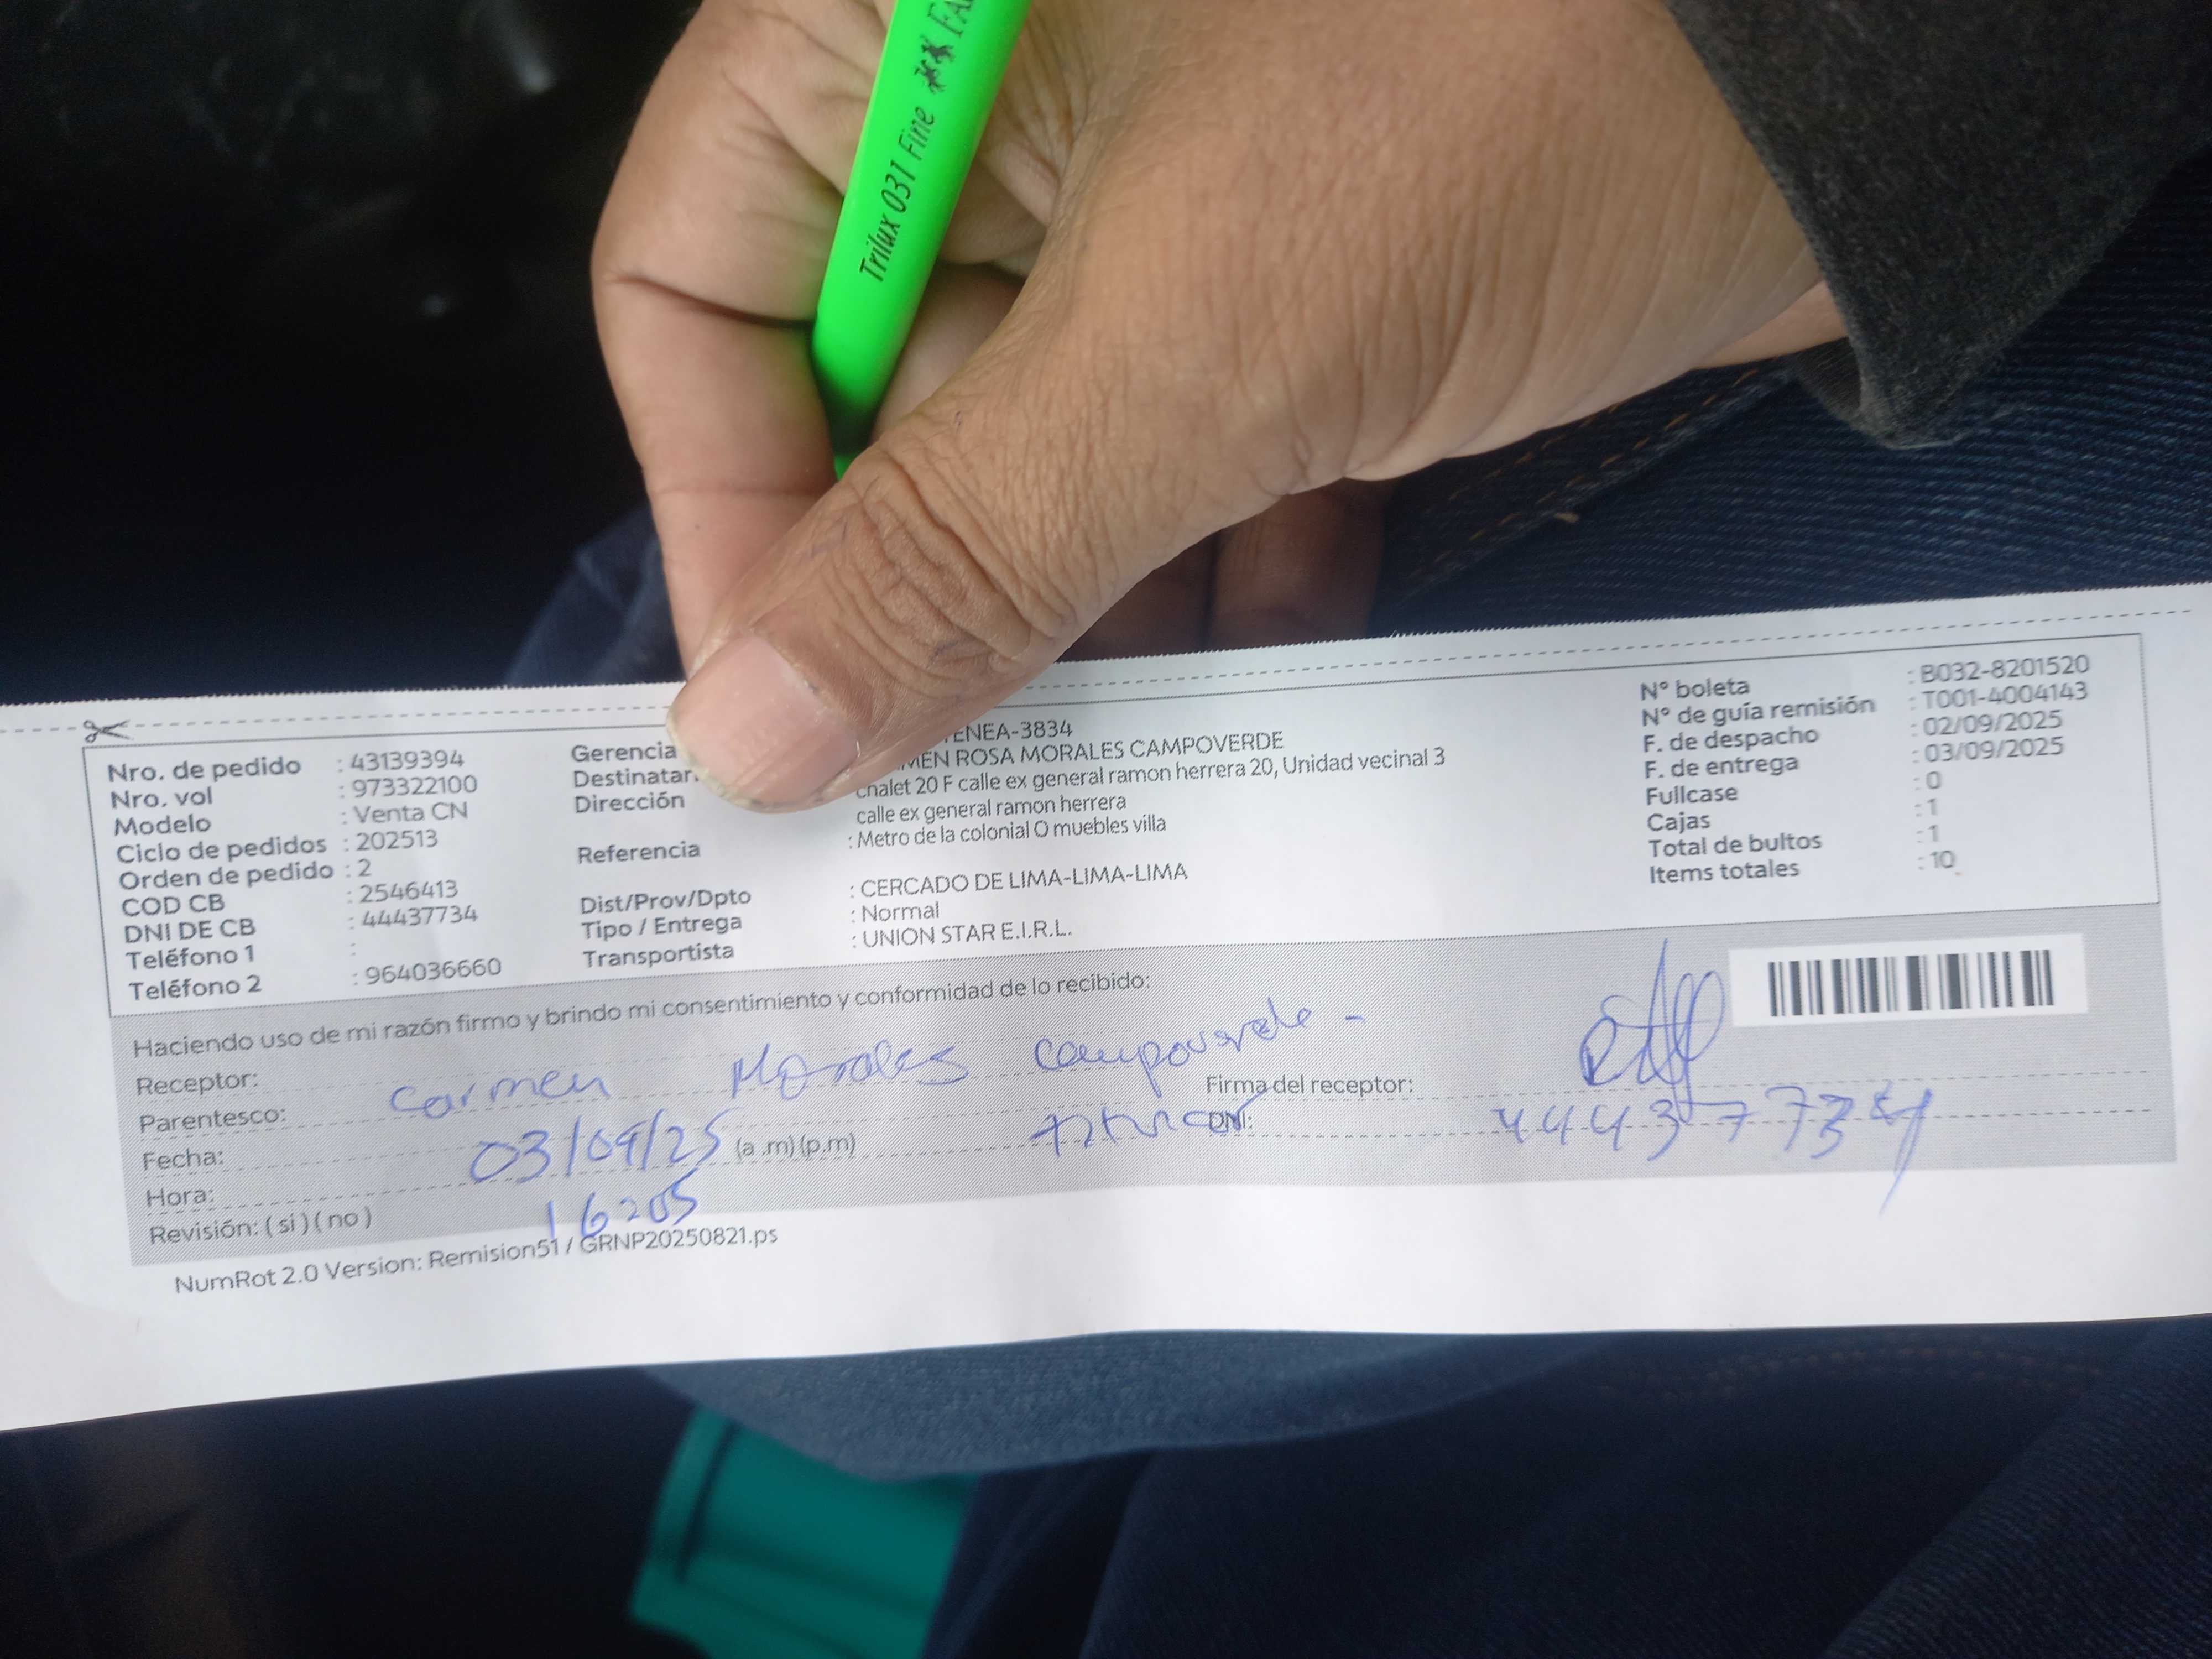 Trilux 031 Fine
Nro. de pedido : 43139394
Nro. vol : 973322100
Modelo : Venta CN
Ciclo de pedidos : 202513
Orden de pedido : 2
COD CB : 2546413
DNI DE CB : 44437734
Teléfono 1 :
Teléfono 2 : 964036660
Gerencia ENEA-3834
Destinatar MEN ROSA MORALES CAMPOVERDE
Dirección chalet 20 F calle ex general ramon herrera 20, Unidad vecinal 3
calle ex general ramon herrera
Referencia : Metro de la colonial O muebles villa
Dist/Prov/Dpto : CERCADO DE LIMA-LIMA-LIMA
Tipo / Entrega : Normal
Transportista : UNION STAR E.I.R.L.
N° boleta : B032-8201520
N° de guía remisión : T001-4004143
F. de despacho : 02/09/2025
F. de entrega : 03/09/2025
Fullcase : 0
Cajas : 1
Total de bultos : 1
Items totales : 10
Haciendo uso de mi razón firmo y brindo mi consentimiento y conformidad de lo recibido:
Receptor: Carmen Morales Campoverde -
Parentesco:
Fecha: 03/09/25 (a .m) (p.m)
Hora: 16:05
Revisión: ( si ) ( no )
Firma del receptor:
DNI: 44437734
NumRot 2.0 Version: Remision51 / GRNP20250821.ps